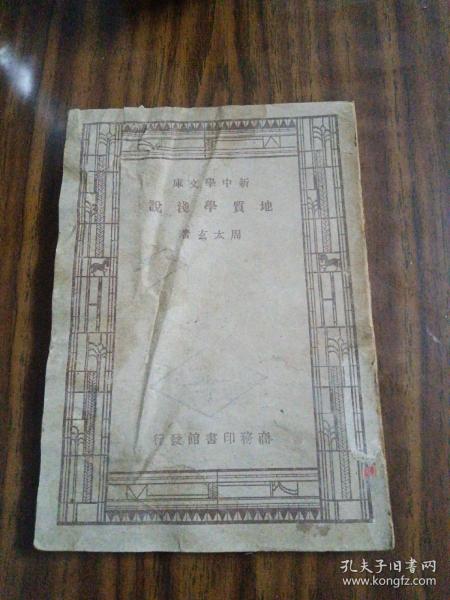 新中學文庫
地質學淺說
周太玄著
商務印書館發行
孔夫子旧书网
www.kongfz.com